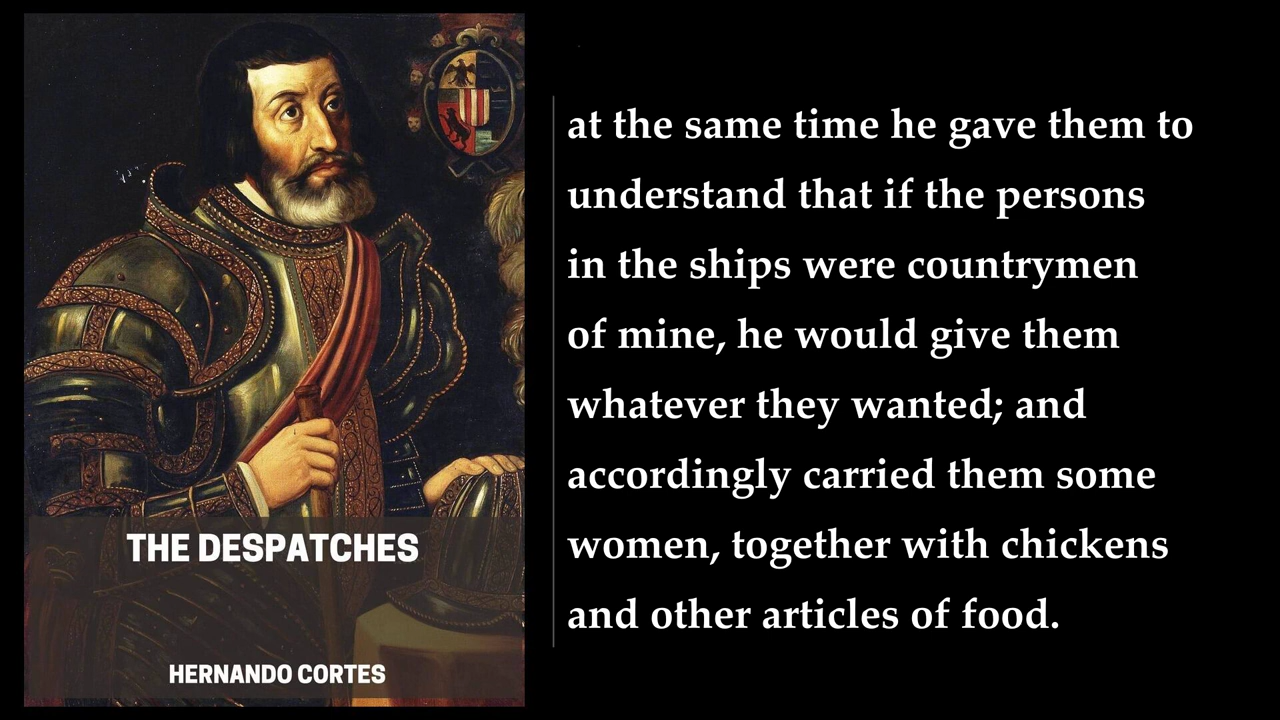 THE DESPATCHES
HERNANDO CORTES
at the same time he gave them to
understand that if the persons
in the ships were countrymen
of mine, he would give them
whatever they wanted; and
accordingly carried them some
women, together with chickens
and other articles of food.